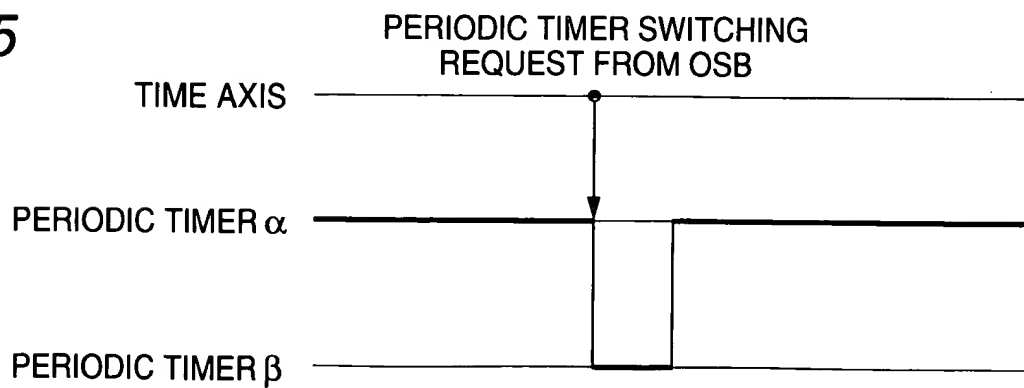 5
PERIODIC TIMER SWITCHING
REQUEST FROM OSB
TIME AXIS
PERIODIC TIMER α
PERIODIC TIMER β